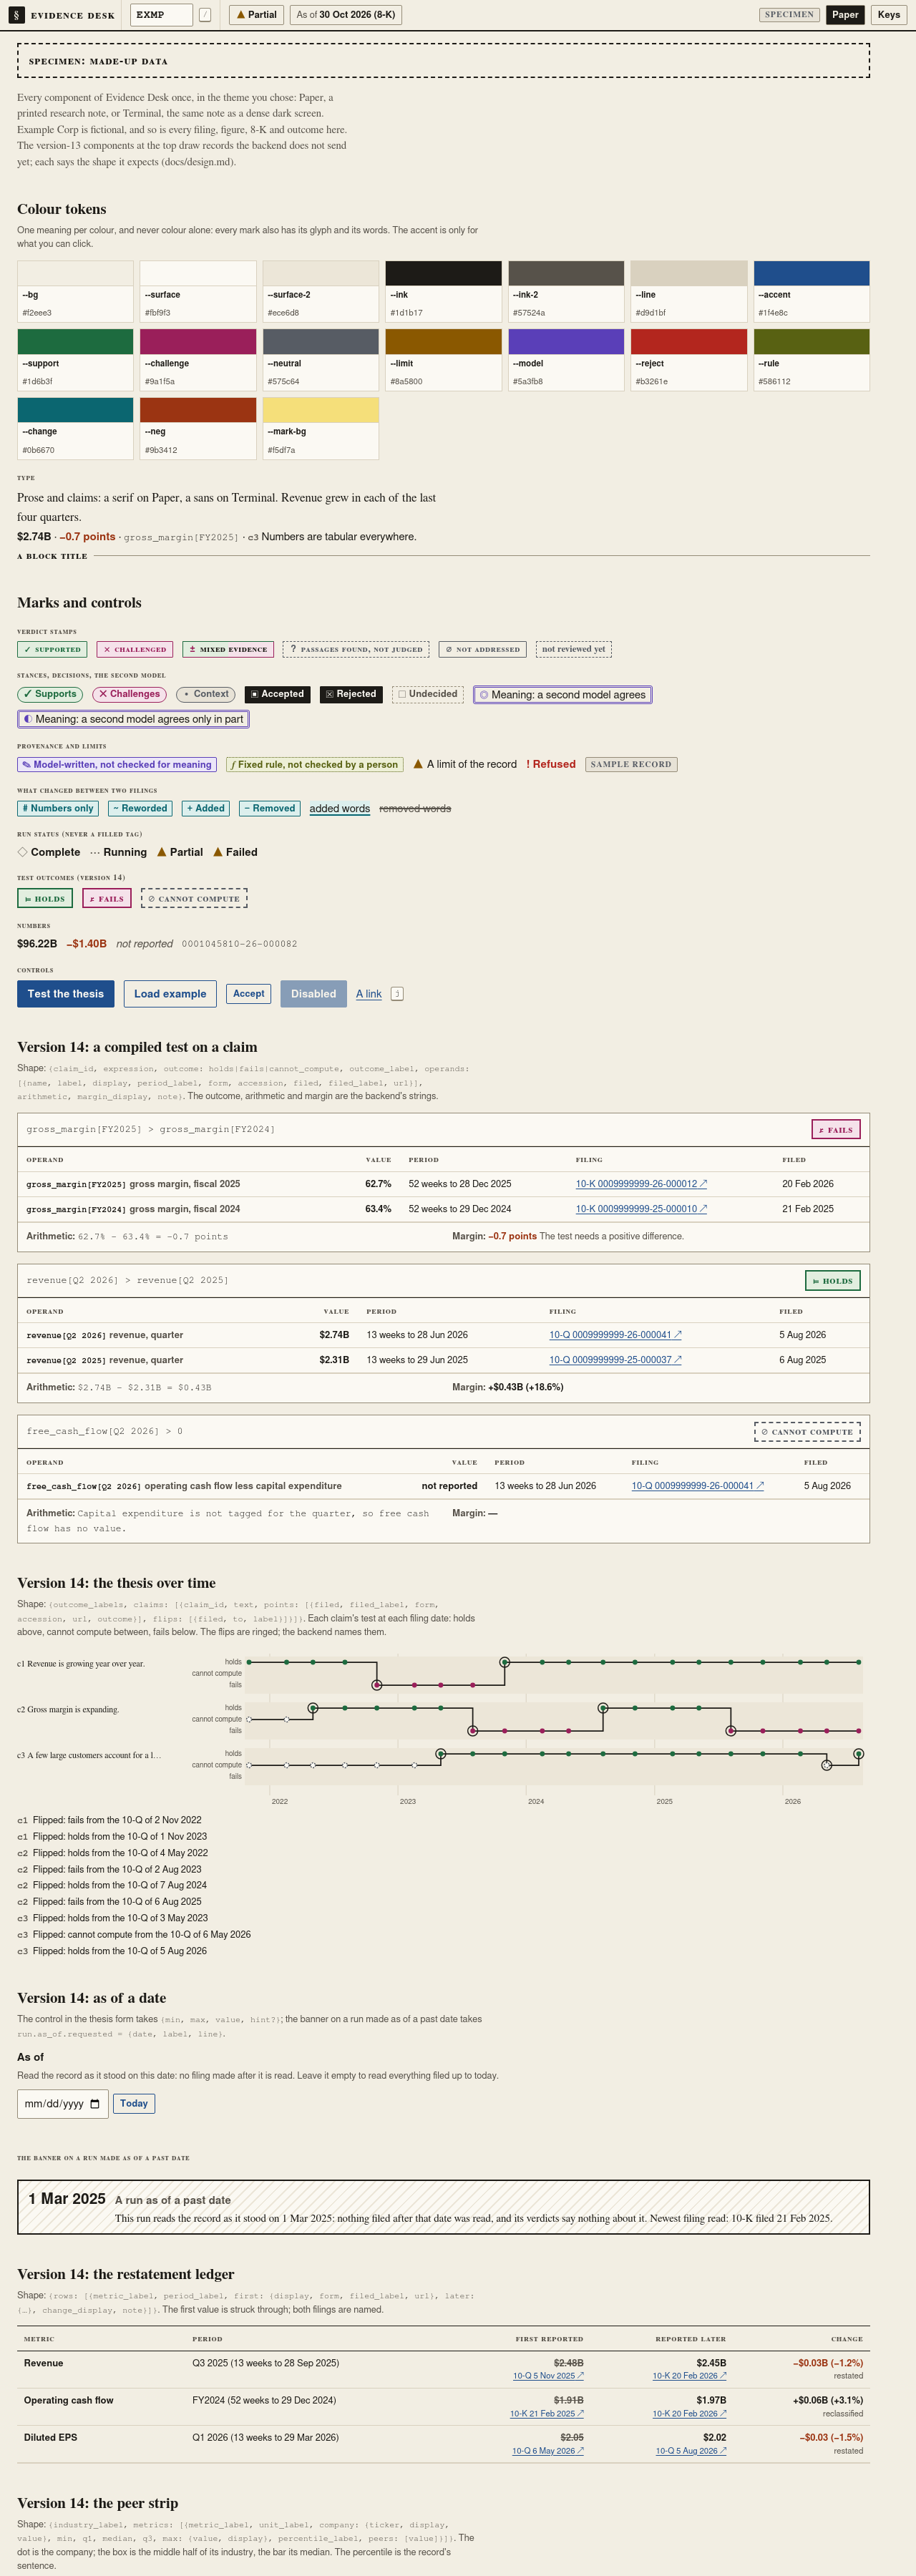 § EVIDENCE DESK EXMP / ▲ Partial As of 30 Oct 2026 (8-K) SPECIMEN Paper Keys
SPECIMEN: MADE-UP DATA
Every component of Evidence Desk once, in the theme you chose: Paper, a
printed research note, or Terminal, the same note as a dense dark screen.
Example Corp is fictional, and so is every filing, figure, 8-K and outcome here.
The version-13 components at the top draw records the backend does not send
yet; each says the shape it expects (docs/design.md).
Colour tokens
One meaning per colour, and never colour alone: every mark also has its glyph and its words. The accent is only for
what you can click.
--bg --surface --surface-2 --ink --ink-2 --line --accent
#f2eee3 #fbf9f3 #ece6d8 #1d1b17 #57524a #d9d1bf #1f4e8c
--support --challenge --neutral --limit --model --reject --rule
#1d6b3f #9a1f5a #575c64 #8a5800 #5a3fb8 #b3261e #586112
--change --neg --mark-bg
#0b6670 #9b3412 #f5df7a
TYPE
Prose and claims: a serif on Paper, a sans on Terminal. Revenue grew in each of the last
four quarters.
$2.74B · −0.7 points · gross_margin[FY2025] · c3 Numbers are tabular everywhere.
A BLOCK TITLE
Marks and controls
VERDICT STAMPS
✓ SUPPORTED × CHALLENGED ± MIXED EVIDENCE ? PASSAGES FOUND, NOT JUDGED ∅ NOT ADDRESSED not reviewed yet
STANCES, DECISIONS, THE SECOND MODEL
✓ Supports × Challenges • Context ▣ Accepted ☒ Rejected □ Undecided ◎ Meaning: a second model agrees
◐ Meaning: a second model agrees only in part
PROVENANCE AND LIMITS
✎ Model-written, not checked for meaning ƒ Fixed rule, not checked by a person ▲ A limit of the record ! Refused SAMPLE RECORD
WHAT CHANGED BETWEEN TWO FILINGS
# Numbers only ~ Reworded + Added − Removed added words removed words
RUN STATUS (NEVER A FILLED TAG)
◇ Complete ··· Running ▲ Partial ▲ Failed
TEST OUTCOMES (VERSION 14)
⊨ HOLDS ⊭ FAILS ∅ CANNOT COMPUTE
NUMBERS
$96.22B −$1.40B not reported 0001045810-26-000082
CONTROLS
Test the thesis Load example Accept Disabled A link j
Version 14: a compiled test on a claim
Shape: {claim_id, expression, outcome: holds|fails|cannot_compute, outcome_label, operands:
[{name, label, display, period_label, form, accession, filed, filed_label, url}],
arithmetic, margin_display, note}. The outcome, arithmetic and margin are the backend's strings.
gross_margin[FY2025] > gross_margin[FY2024] ⊭ FAILS
OPERAND VALUE PERIOD FILING FILED
gross_margin[FY2025] gross margin, fiscal 2025 62.7% 52 weeks to 28 Dec 2025 10-K 0009999999-26-000012 ↗ 20 Feb 2026
gross_margin[FY2024] gross margin, fiscal 2024 63.4% 52 weeks to 29 Dec 2024 10-K 0009999999-25-000010 ↗ 21 Feb 2025
Arithmetic: 62.7% − 63.4% = −0.7 points Margin: −0.7 points The test needs a positive difference.
revenue[Q2 2026] > revenue[Q2 2025] ⊨ HOLDS
OPERAND VALUE PERIOD FILING FILED
revenue[Q2 2026] revenue, quarter $2.74B 13 weeks to 28 Jun 2026 10-Q 0009999999-26-000041 ↗ 5 Aug 2026
revenue[Q2 2025] revenue, quarter $2.31B 13 weeks to 29 Jun 2025 10-Q 0009999999-25-000037 ↗ 6 Aug 2025
Arithmetic: $2.74B − $2.31B = $0.43B Margin: +$0.43B (+18.6%)
free_cash_flow[Q2 2026] > 0 ∅ CANNOT COMPUTE
OPERAND VALUE PERIOD FILING FILED
free_cash_flow[Q2 2026] operating cash flow less capital expenditure not reported 13 weeks to 28 Jun 2026 10-Q 0009999999-26-000041 ↗ 5 Aug 2026
Arithmetic: Capital expenditure is not tagged for the quarter, so free cash Margin: —
flow has no value.
Version 14: the thesis over time
Shape: {outcome_labels, claims: [{claim_id, text, points: [{filed, filed_label, form,
accession, url, outcome}], flips: [{filed, to, label}]}]}. Each claim's test at each filing date: holds
above, cannot compute between, fails below. The flips are ringed; the backend names them.
c1 Revenue is growing year over year. holds
cannot compute
fails
c2 Gross margin is expanding. holds
cannot compute
fails
c3 A few large customers account for a l… holds
cannot compute
fails
2022 2023 2024 2025 2026
c1 Flipped: fails from the 10-Q of 2 Nov 2022
c1 Flipped: holds from the 10-Q of 1 Nov 2023
c2 Flipped: holds from the 10-Q of 4 May 2022
c2 Flipped: fails from the 10-Q of 2 Aug 2023
c2 Flipped: holds from the 10-Q of 7 Aug 2024
c2 Flipped: fails from the 10-Q of 6 Aug 2025
c3 Flipped: holds from the 10-Q of 3 May 2023
c3 Flipped: cannot compute from the 10-Q of 6 May 2026
c3 Flipped: holds from the 10-Q of 5 Aug 2026
Version 14: as of a date
The control in the thesis form takes {min, max, value, hint?}; the banner on a run made as of a past date takes
run.as_of.requested = {date, label, line}.
As of
Read the record as it stood on this date: no filing made after it is read. Leave it empty to read everything filed up to today.
mm/dd/yyyy Today
THE BANNER ON A RUN MADE AS OF A PAST DATE
1 Mar 2025 A run as of a past date
This run reads the record as it stood on 1 Mar 2025: nothing filed after that date was read, and its verdicts say nothing about it. Newest filing read: 10-K filed 21 Feb 2025.
Version 14: the restatement ledger
Shape: {rows: [{metric_label, period_label, first: {display, form, filed_label, url}, later:
{…}, change_display, note}]}. The first value is struck through; both filings are named.
METRIC PERIOD FIRST REPORTED REPORTED LATER CHANGE
Revenue Q3 2025 (13 weeks to 28 Sep 2025) $2.48B $2.45B −$0.03B (−1.2%)
10-Q 5 Nov 2025 ↗ 10-K 20 Feb 2026 ↗ restated
Operating cash flow FY2024 (52 weeks to 29 Dec 2024) $1.91B $1.97B +$0.06B (+3.1%)
10-K 21 Feb 2025 ↗ 10-K 20 Feb 2026 ↗ reclassified
Diluted EPS Q1 2026 (13 weeks to 29 Mar 2026) $2.05 $2.02 −$0.03 (−1.5%)
10-Q 6 May 2026 ↗ 10-Q 5 Aug 2026 ↗ restated
Version 14: the peer strip
Shape: {industry_label, metrics: [{metric_label, unit_label, company: {ticker, display,
value}, min, q1, median, q3, max: {value, display}, percentile_label, peers: [value]}]}. The
dot is the company; the box is the middle half of its industry, the bar its median. The percentile is the record's
sentence.